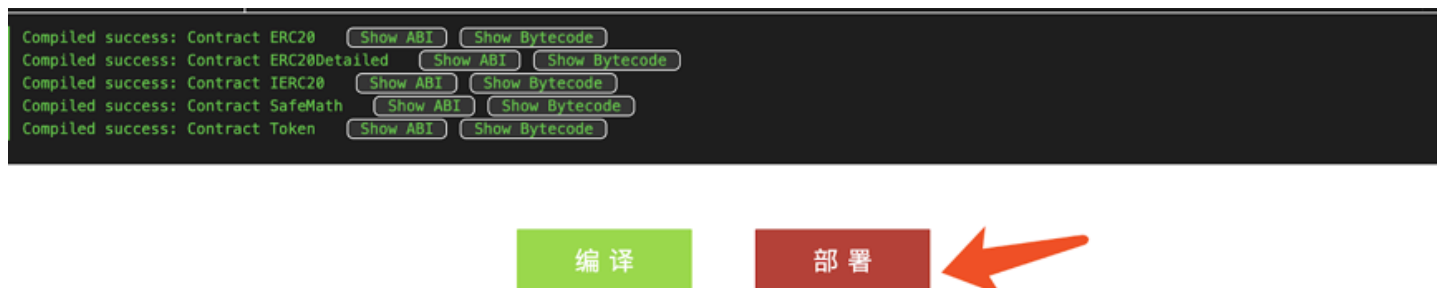 Compiled success: Contract ERC20 Show ABI Show Bytecode
Compiled success: Contract ERC20Detailed Show ABI Show Bytecode
Compiled success: Contract IERC20 Show ABI Show Bytecode
Compiled success: Contract SafeMath Show ABI Show Bytecode
Compiled success: Contract Token Show ABI Show Bytecode
编译 部署